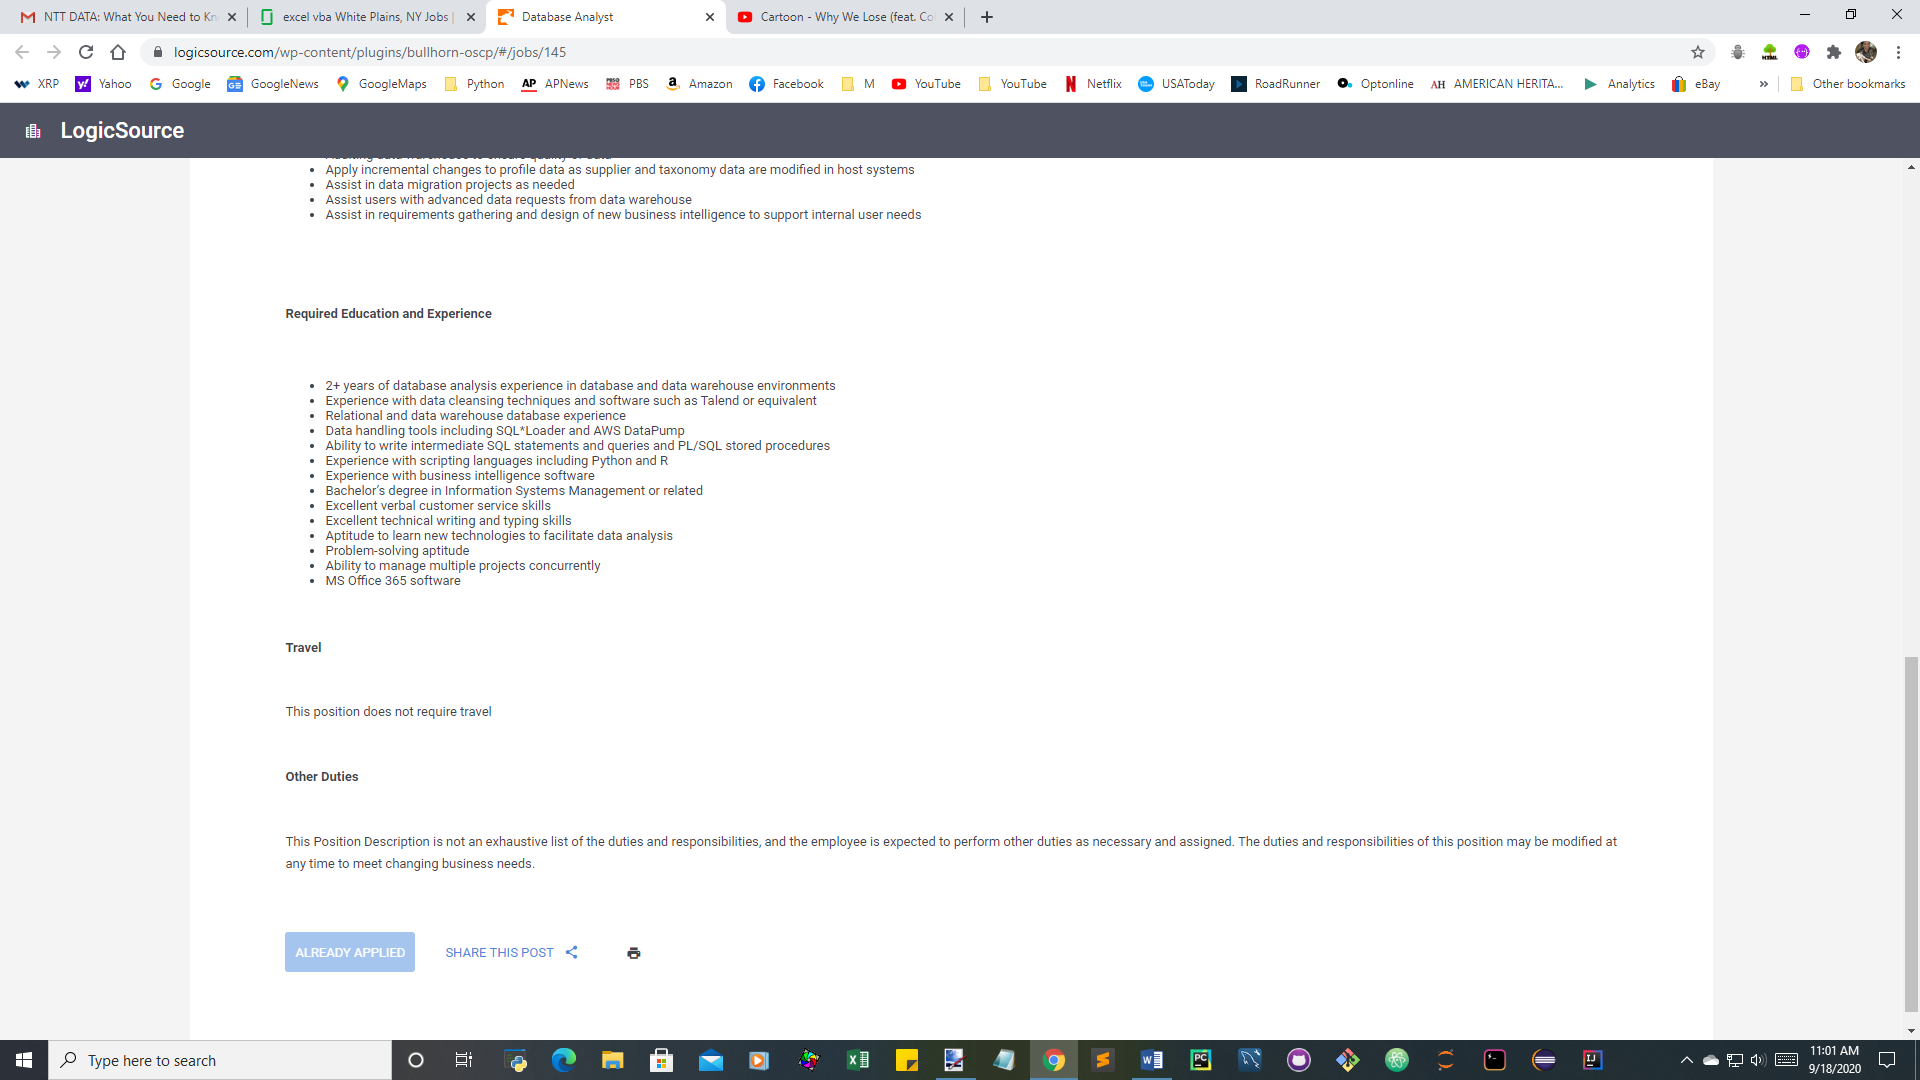 NTT DATA: What You Need to Kn
excel vba White Plains, NY Jobs |
Database Analyst
Cartoon - Why We Lose (feat. Co
logicsource.com/wp-content/plugins/bullhorn-oscp/#/jobs/145
XRP Yahoo Google GoogleNews GoogleMaps Python AP APNews PBS Amazon Facebook M YouTube YouTube Netflix USAToday RoadRunner Optonline AH AMERICAN HERITA... Analytics eBay » Other bookmarks
LogicSource
Auditing data warehouse to ensure quality of data
• Apply incremental changes to profile data as supplier and taxonomy data are modified in host systems
• Assist in data migration projects as needed
• Assist users with advanced data requests from data warehouse
• Assist in requirements gathering and design of new business intelligence to support internal user needs
Required Education and Experience
• 2+ years of database analysis experience in database and data warehouse environments
• Experience with data cleansing techniques and software such as Talend or equivalent
• Relational and data warehouse database experience
• Data handling tools including SQL*Loader and AWS DataPump
• Ability to write intermediate SQL statements and queries and PL/SQL stored procedures
• Experience with scripting languages including Python and R
• Experience with business intelligence software
• Bachelor's degree in Information Systems Management or related
• Excellent verbal customer service skills
• Excellent technical writing and typing skills
• Aptitude to learn new technologies to facilitate data analysis
• Problem-solving aptitude
• Ability to manage multiple projects concurrently
• MS Office 365 software
Travel
This position does not require travel
Other Duties
This Position Description is not an exhaustive list of the duties and responsibilities, and the employee is expected to perform other duties as necessary and assigned. The duties and responsibilities of this position may be modified at
any time to meet changing business needs.
ALREADY APPLIED SHARE THIS POST
Type here to search
11:01 AM
9/18/2020